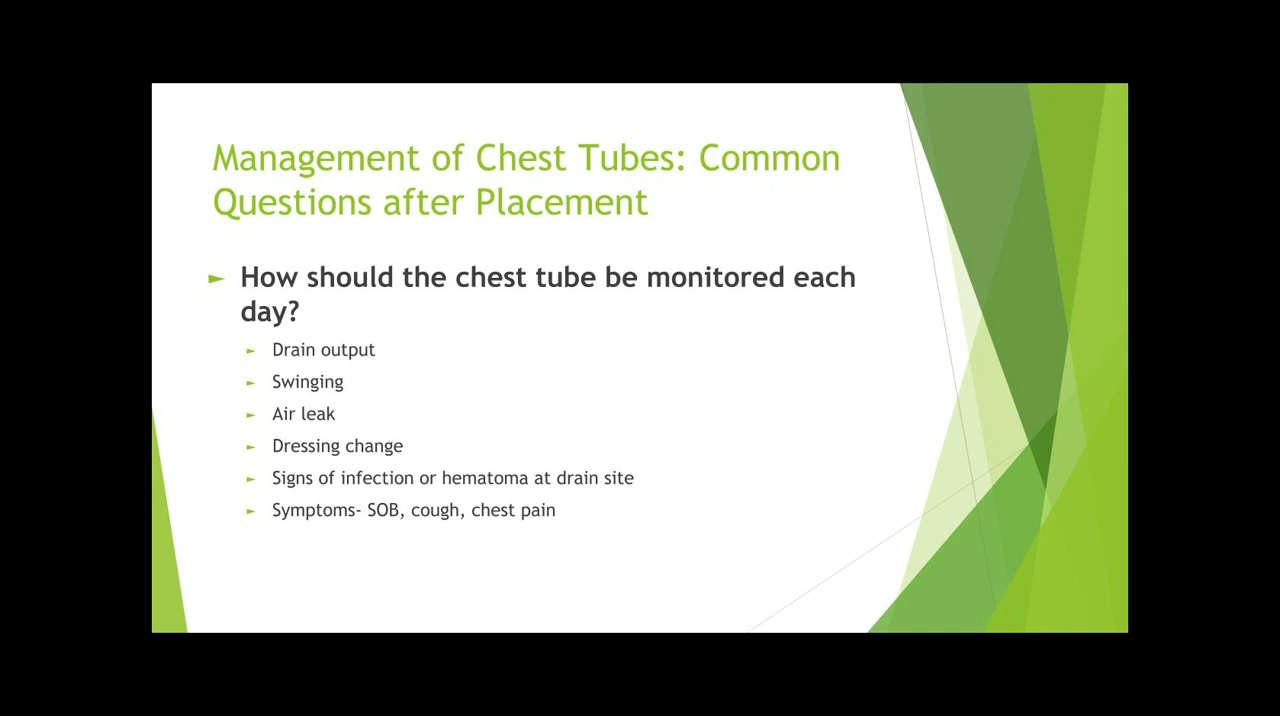 Management of Chest Tubes: Common
Questions after Placement
► How should the chest tube be monitored each
day?
► Drain output
► Swinging
► Air leak
► Dressing change
► Signs of infection or hematoma at drain site
► Symptoms- SOB, cough, chest pain